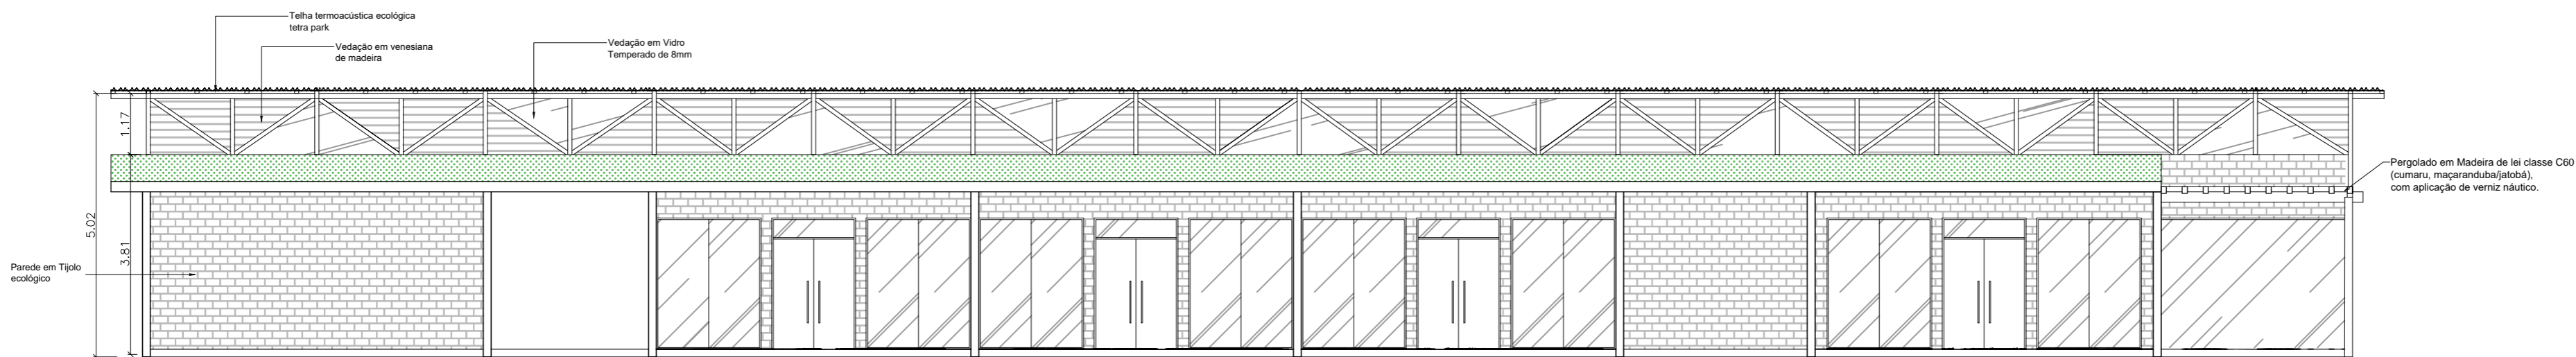 Telha termoacústica ecológica
tetra park
Vedação em venesiana
de madeira
Vedação em Vidro
Temperado de 8mm
1.17
5.02
3.81
Parede em Tijolo
ecológico
Pergolado em Madeira de lei classe C60
(cumaru, maçaranduba/jatobá),
com aplicação de verniz náutico.